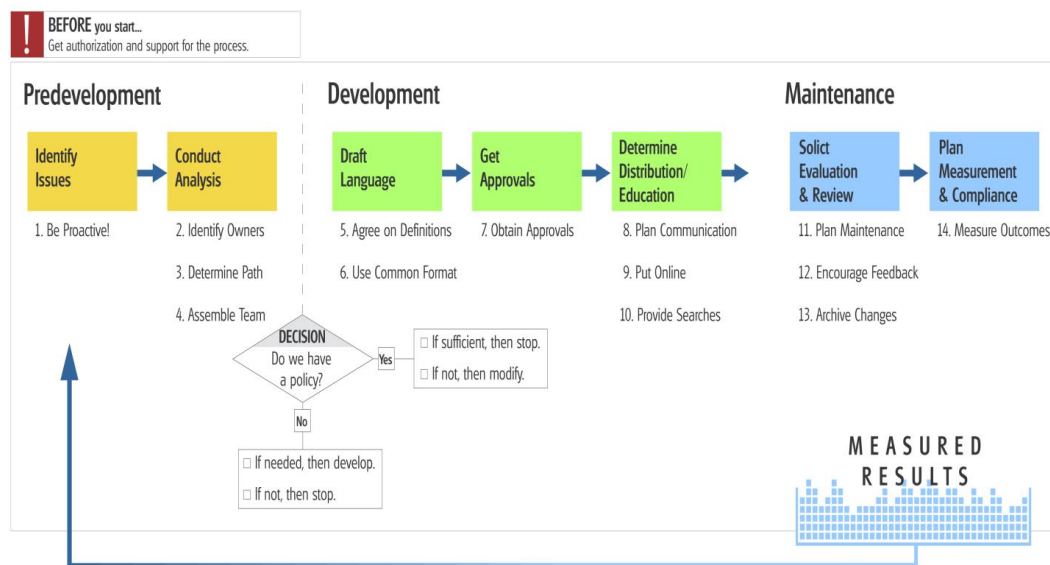 !
BEFORE you start...
Get authorization and support for the process.
Predevelopment
Development
Maintenance
Identify
Issues
Conduct
Analysis
Draft
Language
Get
Approvals
Determine
Distribution/
Education
Solict
Evaluation
& Review
Plan
Measurement
& Compliance
1. Be Proactive!
2. Identify Owners
3. Determine Path
4. Assemble Team
5. Agree on Definitions
6. Use Common Format
7. Obtain Approvals
8. Plan Communication
9. Put Online
10. Provide Searches
11. Plan Maintenance
12. Encourage Feedback
13. Archive Changes
14. Measure Outcomes
DECISION
Do we have
a policy?
Yes
If sufficient, then stop.
If not, then modify.
No
If needed, then develop.
If not, then stop.
MEASURED
RESULTS